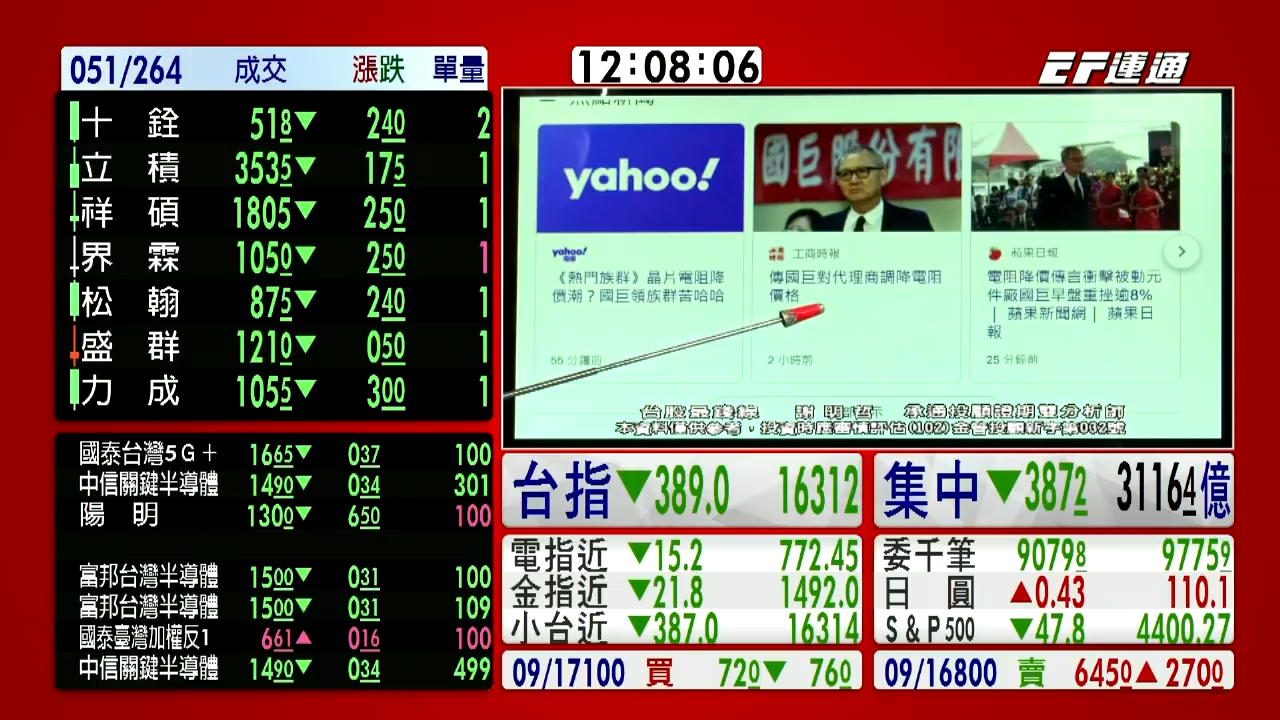 051/264 成交 漲跌 單量
十銓 518▼ 240 2
立積 3535▼ 175 1
祥碩 1805▼ 250 1
界霖 1050▼ 250 1
松翰 875▼ 240 1
盛群 1210▼ 050 1
力成 1055▼ 300 1
國泰台灣5G+ 1665▼ 037 100
中信關鍵半導體 1490▼ 034 301
陽明 1300▼ 650 100
富邦台灣半導體 1500▼ 031 100
富邦台灣半導體 1500▼ 031 109
國泰臺灣加權反1 661▲ 016 100
中信關鍵半導體 1490▼ 034 499
12:08:06
EF運通
焦點新聞
yahoo!
yahoo!
《熱門族群》晶片電阻降
價潮?國巨領族群苦哈哈
55 分鐘前
國巨股份有限
工商時報
傳國巨對代理商調降電阻
價格
2 小時前
蘋果日報
電阻降價傳言衝擊被動元
件廠國巨早盤重挫逾8%
| 蘋果新聞網 | 蘋果日
報
25 分鐘前
台股最錢線 謝明哲 承通投顧證期雙分析師
本資料僅供參考,投資時應審慎評估(102)金管投顧新字第032號
台指▼389.0 16312
集中▼3872 31164億
電指近 ▼15.2 772.45
金指近 ▼21.8 1492.0
小台近 ▼387.0 16314
委千筆 90798 97759
日圓 ▲0.43 110.1
S&P500 ▼47.8 4400.27
09/17100 買 720▼ 760
09/16800 賣 6450▲ 2700